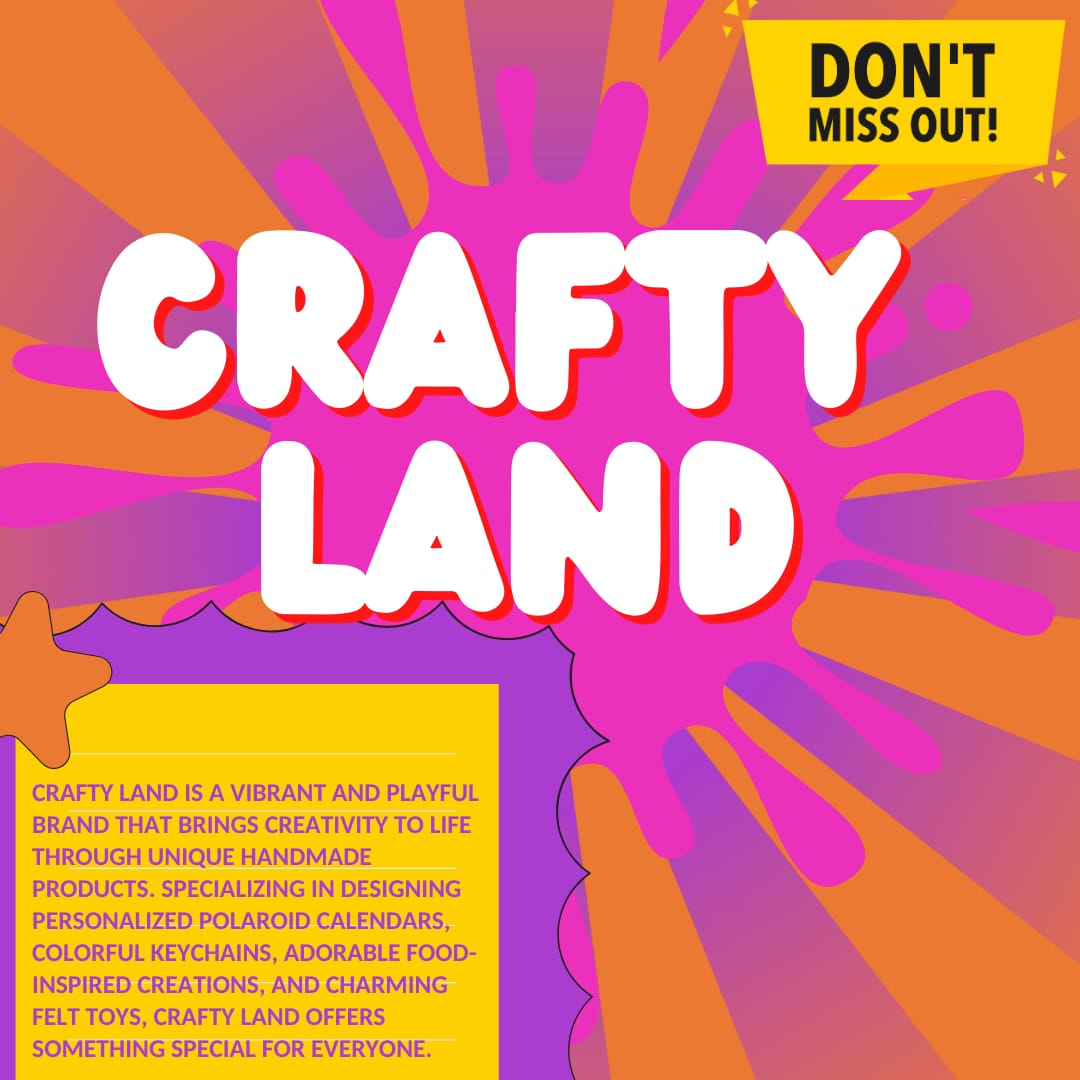 DON'T
MISS OUT!
CRAFTY
LAND
CRAFTY LAND IS A VIBRANT AND PLAYFUL
BRAND THAT BRINGS CREATIVITY TO LIFE
THROUGH UNIQUE HANDMADE
PRODUCTS. SPECIALIZING IN DESIGNING
PERSONALIZED POLAROID CALENDARS,
COLORFUL KEYCHAINS, ADORABLE FOOD-
INSPIRED CREATIONS, AND CHARMING
FELT TOYS, CRAFTY LAND OFFERS
SOMETHING SPECIAL FOR EVERYONE.